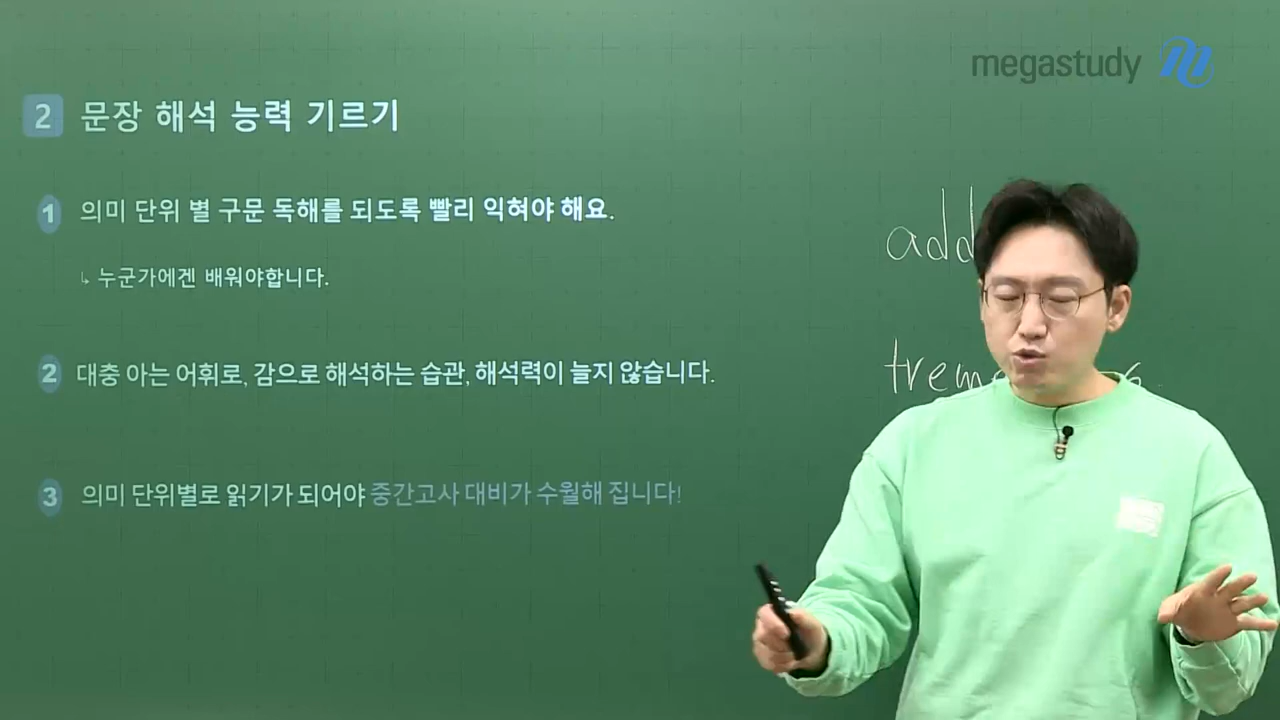 megastudy
2 문장 해석 능력 기르기
1 의미 단위 별 구문 독해를 되도록 빨리 익혀야 해요.
↳ 누군가에겐 배워야합니다.
2 대충 아는 어휘로, 감으로 해석하는 습관, 해석력이 늘지 않습니다.
3 의미 단위별로 읽기가 되어야 중간고사 대비가 수월해 집니다!
add